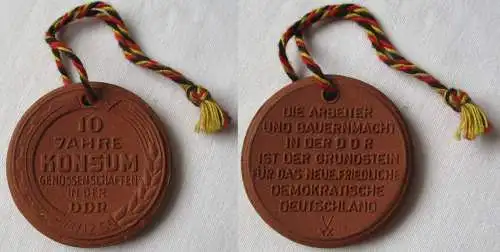 10
JAHRE
KONSUM
GENOSSENSCHAFTEN
IN DER
DDR
DIE ARBEITER
UND BAUERNMACHT
IN DER DDR
IST DER GRUNDSTEIN
FÜR DAS NEUE, FRIEDLICHE
DEMOKRATISCHE
DEUTSCHLAND